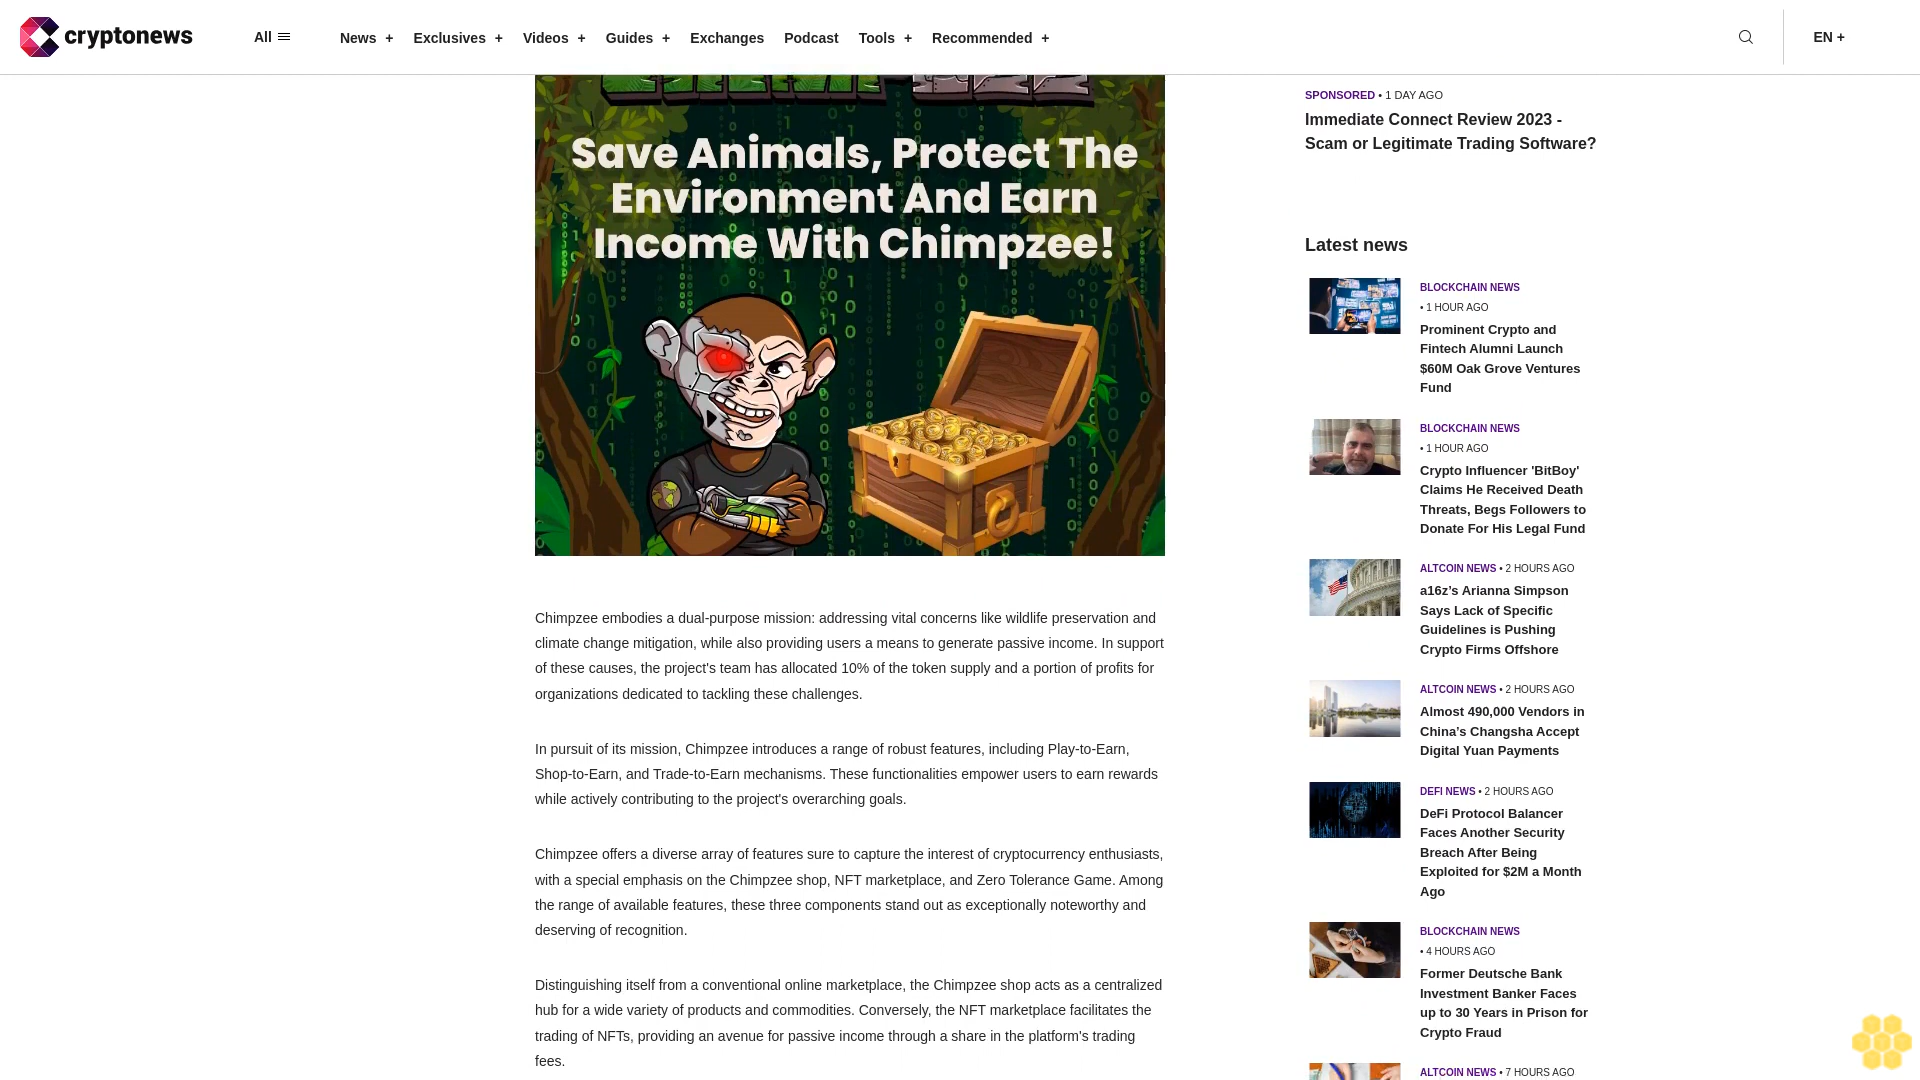 cryptonews
All
News +
Exclusives +
Videos +
Guides +
Exchanges
Podcast
Tools +
Recommended +
EN +
Save Animals, Protect The
Environment And Earn
Income With Chimpzee!
Chimpzee embodies a dual-purpose mission: addressing vital concerns like wildlife preservation and
climate change mitigation, while also providing users a means to generate passive income. In support
of these causes, the project's team has allocated 10% of the token supply and a portion of profits for
organizations dedicated to tackling these challenges.
In pursuit of its mission, Chimpzee introduces a range of robust features, including Play-to-Earn,
Shop-to-Earn, and Trade-to-Earn mechanisms. These functionalities empower users to earn rewards
while actively contributing to the project's overarching goals.
Chimpzee offers a diverse array of features sure to capture the interest of cryptocurrency enthusiasts,
with a special emphasis on the Chimpzee shop, NFT marketplace, and Zero Tolerance Game. Among
the range of available features, these three components stand out as exceptionally noteworthy and
deserving of recognition.
Distinguishing itself from a conventional online marketplace, the Chimpzee shop acts as a centralized
hub for a wide variety of products and commodities. Conversely, the NFT marketplace facilitates the
trading of NFTs, providing an avenue for passive income through a share in the platform's trading
fees.
SPONSORED • 1 DAY AGO
Immediate Connect Review 2023 -
Scam or Legitimate Trading Software?
Latest news
BLOCKCHAIN NEWS
• 1 HOUR AGO
Prominent Crypto and
Fintech Alumni Launch
$60M Oak Grove Ventures
Fund
BLOCKCHAIN NEWS
• 1 HOUR AGO
Crypto Influencer 'BitBoy'
Claims He Received Death
Threats, Begs Followers to
Donate For His Legal Fund
ALTCOIN NEWS • 2 HOURS AGO
a16z’s Arianna Simpson
Says Lack of Specific
Guidelines is Pushing
Crypto Firms Offshore
ALTCOIN NEWS • 2 HOURS AGO
Almost 490,000 Vendors in
China’s Changsha Accept
Digital Yuan Payments
DEFI NEWS • 2 HOURS AGO
DeFi Protocol Balancer
Faces Another Security
Breach After Being
Exploited for $2M a Month
Ago
BLOCKCHAIN NEWS
• 4 HOURS AGO
Former Deutsche Bank
Investment Banker Faces
up to 30 Years in Prison for
Crypto Fraud
ALTCOIN NEWS • 7 HOURS AGO